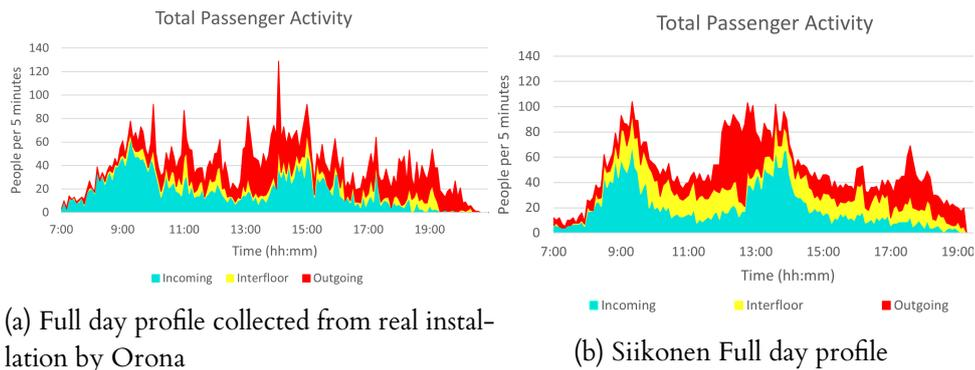 Total Passenger Activity
People per 5 minutes
140
120
100
80
60
40
20
0
7:00 9:00 11:00 13:00 15:00 17:00 19:00
Time (hh:mm)
Incoming Interfloor Outgoing
(a) Full day profile collected from real instal-
lation by Orona
Total Passenger Activity
People per 5 minutes
140
120
100
80
60
40
20
0
7:00 9:00 11:00 13:00 15:00 17:00 19:00
Time (hh:mm)
Incoming Interfloor Outgoing
(b) Siikonen Full day profile